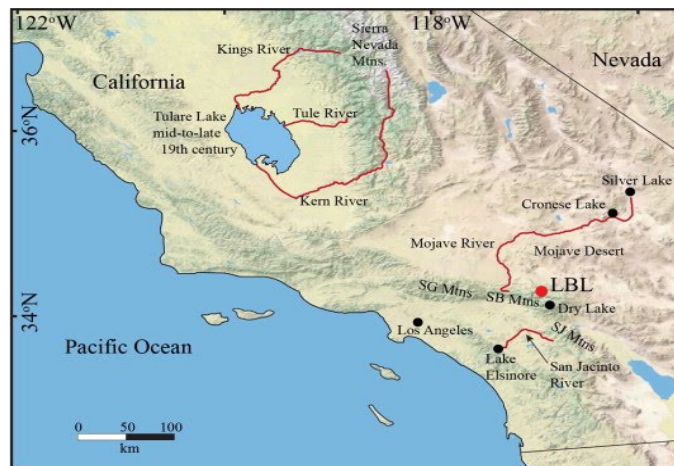 122°W
118°W
Kings River
Sierra
Nevada
Mtns.
Nevada
California
36°N
Tulare Lake
mid-to-late
19th century
Tule River
Kern River
Silver Lake
Cronese Lake
Mojave River
Mojave Desert
LBL
SG Mtns
SB Mtns
Dry Lake
34°N
Los Angeles
SJ Mtns
Pacific Ocean
Lake
Elsinore
San Jacinto
River
0 50 100
km